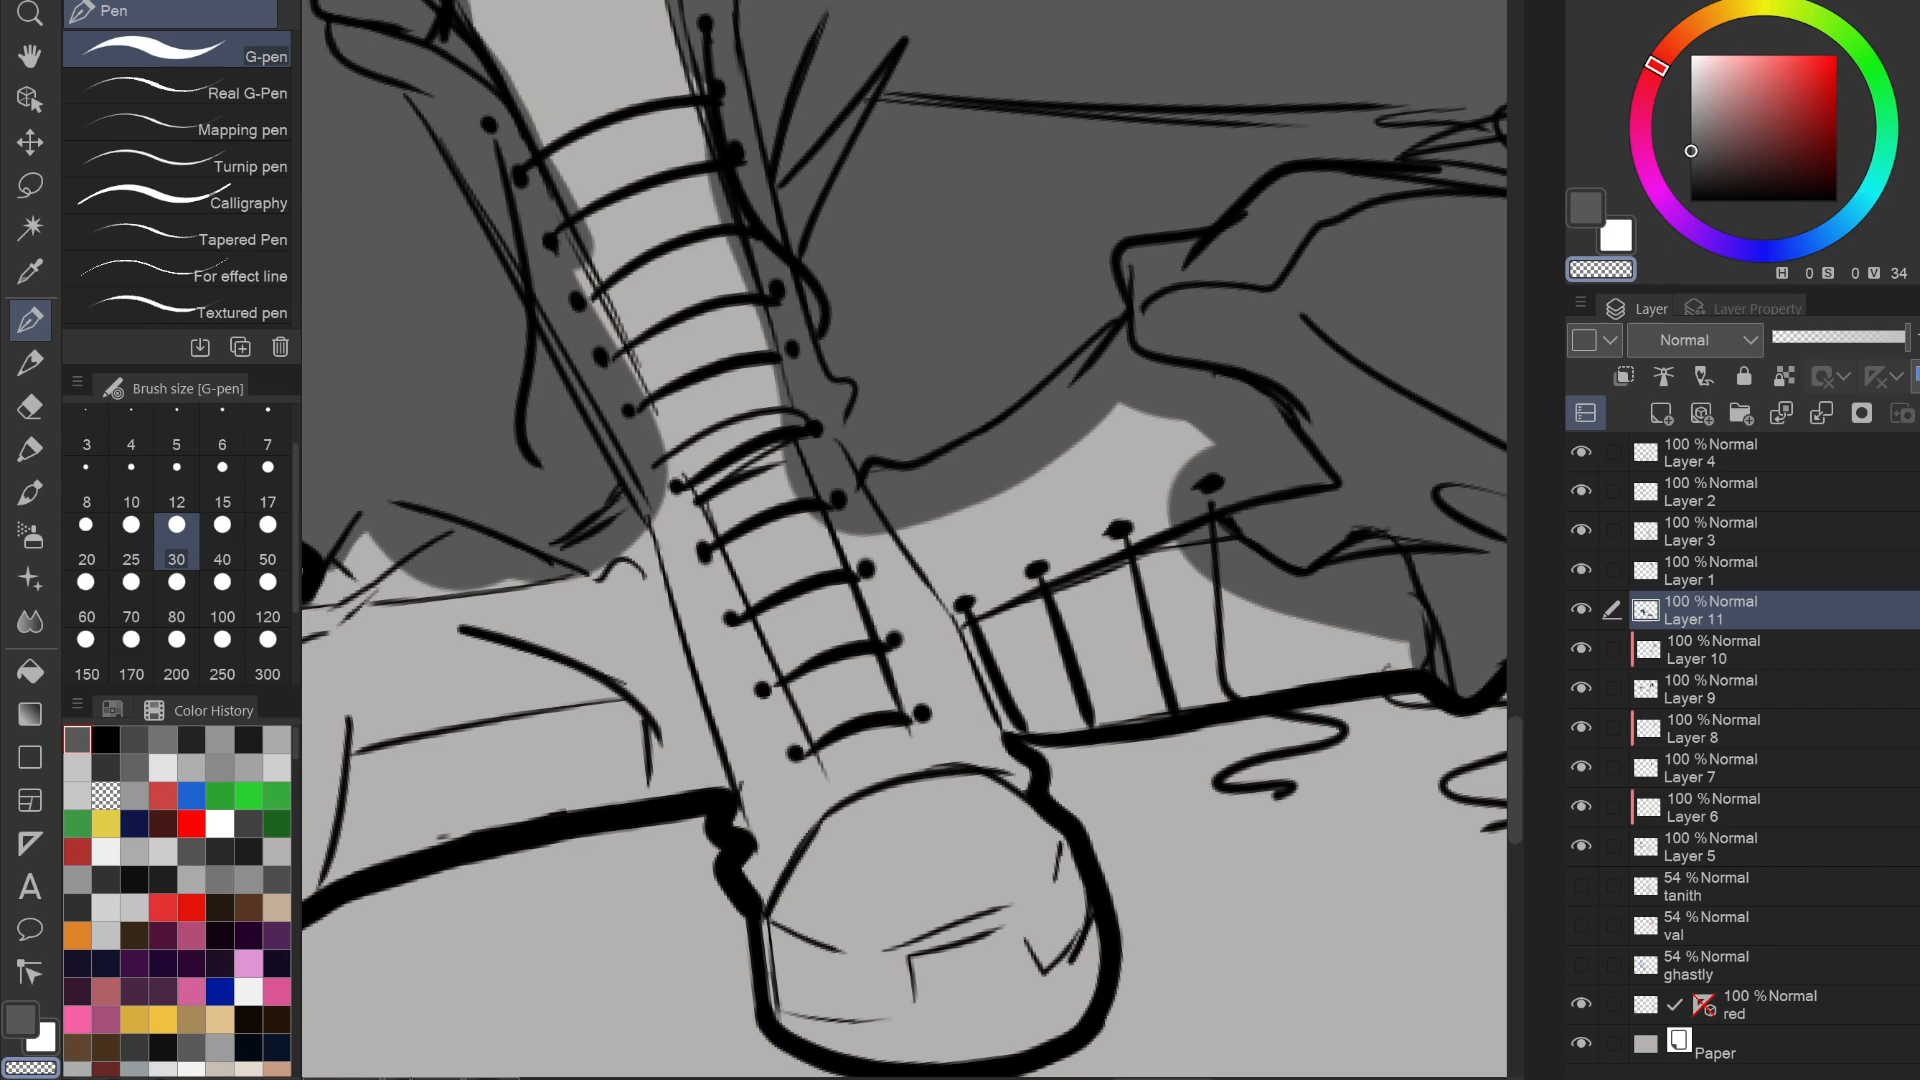 Pen
G-pen
Real G-Pen
Mapping pen
Turnip pen
Calligraphy
Tapered Pen
For effect line
Textured pen
Brush size [G-pen]
3 4 5 6 7
8 10 12 15 17
20 25 30 40 50
60 70 80 100 120
150 170 200 250 300
Color History
H 0 S 0 V 34
Layer Layer Property
Normal
100 %Normal
Layer 4
100 %Normal
Layer 2
100 %Normal
Layer 3
100 %Normal
Layer 1
100 %Normal
Layer 11
100 %Normal
Layer 10
100 %Normal
Layer 9
100 %Normal
Layer 8
100 %Normal
Layer 7
100 %Normal
Layer 6
100 %Normal
Layer 5
54 %Normal
tanith
54 %Normal
val
54 %Normal
ghastly
100 %Normal
red
Paper